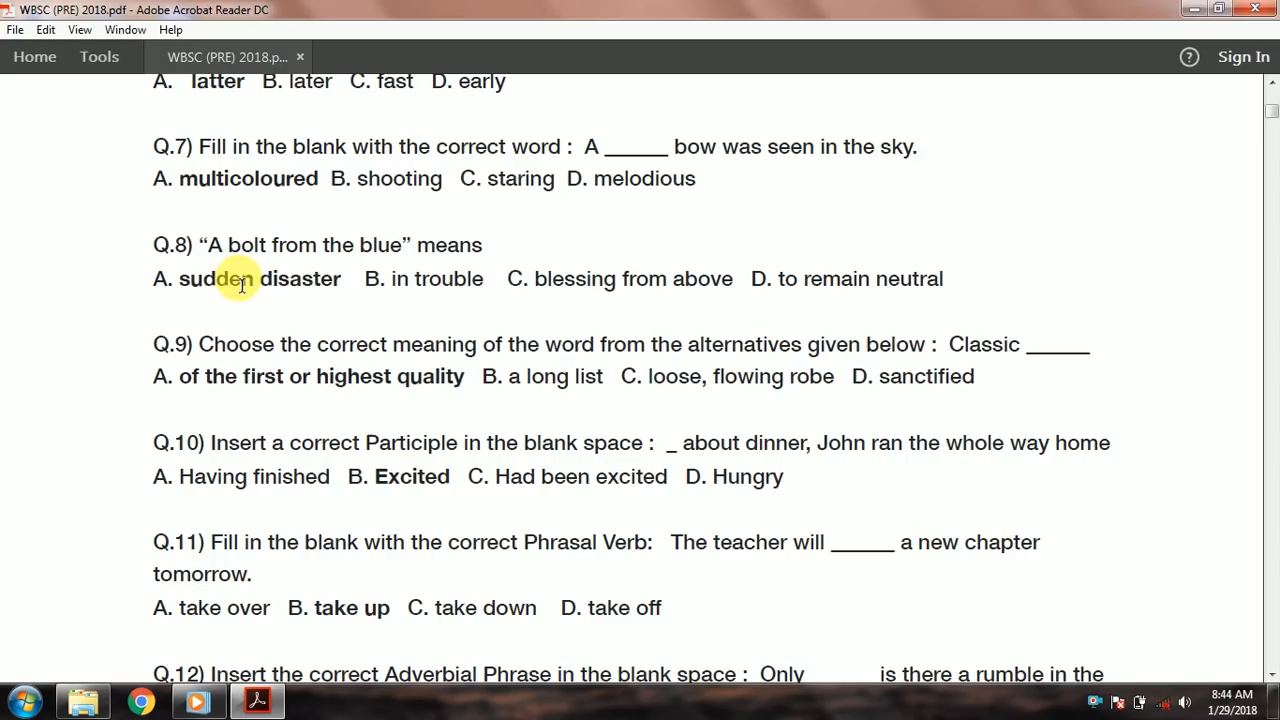 WBSC (PRE) 2018.pdf - Adobe Acrobat Reader DC
File Edit View Window Help
Home Tools WBSC (PRE) 2018.p... × ? Sign In
A. latter B. later C. fast D. early
Q.7) Fill in the blank with the correct word : A ______ bow was seen in the sky.
A. multicoloured B. shooting C. staring D. melodious
Q.8) “A bolt from the blue” means
A. sudden disaster B. in trouble C. blessing from above D. to remain neutral
Q.9) Choose the correct meaning of the word from the alternatives given below : Classic ______
A. of the first or highest quality B. a long list C. loose, flowing robe D. sanctified
Q.10) Insert a correct Participle in the blank space : _ about dinner, John ran the whole way home
A. Having finished B. Excited C. Had been excited D. Hungry
Q.11) Fill in the blank with the correct Phrasal Verb: The teacher will ______ a new chapter
tomorrow.
A. take over B. take up C. take down D. take off
Q.12) Insert the correct Adverbial Phrase in the blank space : Only ______ is there a rumble in the
8:44 AM
1/29/2018